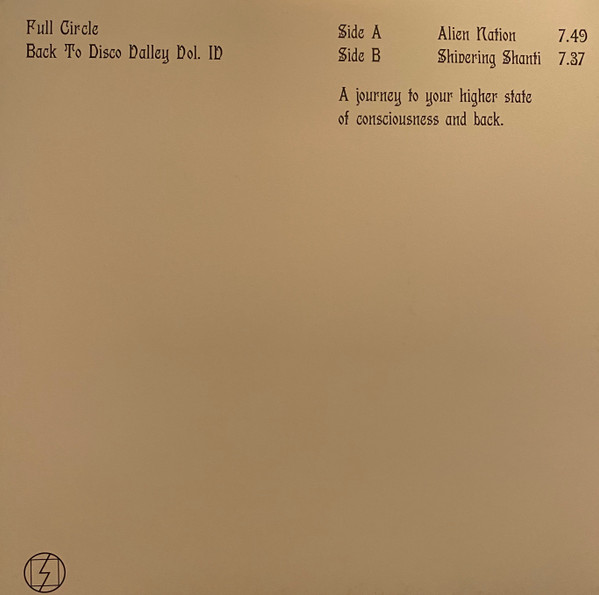 Full Circle
Back To Disco Valley Vol. IV
Side A Alien Nation 7.49
Side B Shivering Shanti 7.37
A journey to your higher state
of consciousness and back.